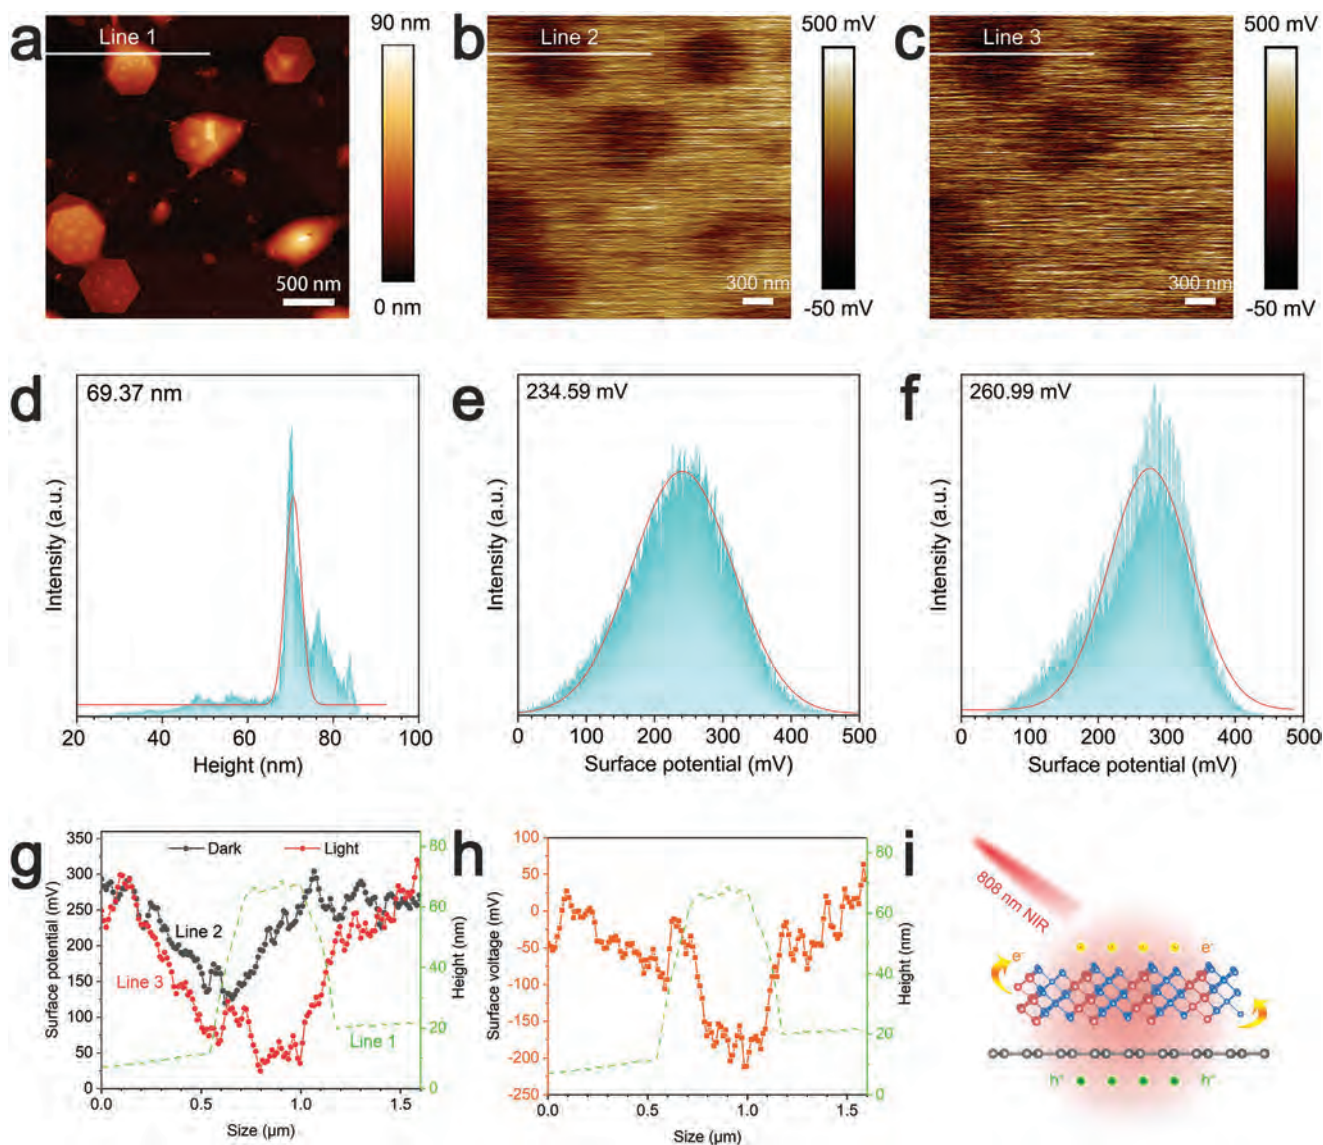 a
Line 1
90 nm
500 nm
0 nm
b
Line 2
500 mV
300 nm
-50 mV
c
Line 3
500 mV
300 nm
-50 mV
d
69.37 nm
Intensity (a.u.)
20 40 60 80 100
Height (nm)
e
234.59 mV
Intensity (a.u.)
0 100 200 300 400 500
Surface potential (mV)
f
260.99 mV
Intensity (a.u.)
0 100 200 300 400 500
Surface potential (mV)
g
Dark
Light
Line 2
Line 3
Line 1
Surface potential (mV)
350
300
250
200
150
100
50
0
0.0 0.5 1.0 1.5
Size (μm)
80
60
40
20
0
Height (nm)
h
Surface voltage (mV)
100
50
0
-50
-100
-150
-200
-250
0.0 0.5 1.0 1.5
Size (μm)
80
60
40
20
0
Height (nm)
i
808 nm NIR
e-
e-
h+
h+